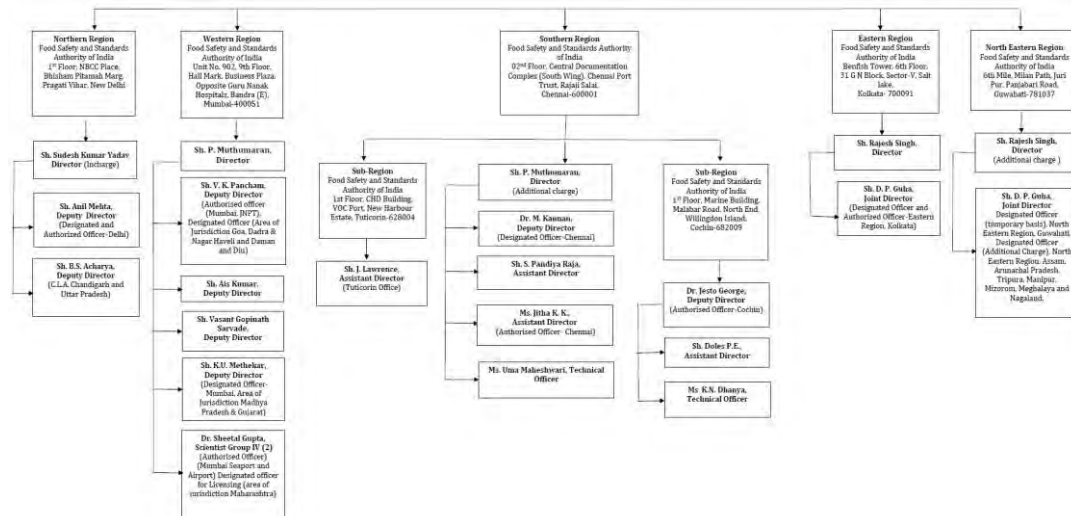 Northern Region
Food Safety and Standards
Authority of India
1st Floor, NBCC Place,
Bhisham Pitamah Marg,
Pragati Vihar, New Delhi
Sh. Sudesh Kumar Yadav
Director (Incharge)
Sh. Anil Mehta,
Deputy Director
(Designated and
Authorized Officer-Delhi)
Sh. B.S. Acharya,
Deputy Director
(C.L.A. Chandigarh and
Uttar Pradesh)
Western Region
Food Safety and Standards
Authority of India
Unit No. 902, 9th Floor,
Hall Mark, Business Plaza,
Opposite Guru Nanak
Hospitals, Bandra (E),
Mumbai-400051
Sh. P. Muthumaran,
Director
Sh. V. K. Pancham,
Deputy Director
(Authorised officer
(Mumbai, JNPT),
Designated Officer (Area of
Jurisdiction Goa, Dadra &
Nagar Haveli and Daman
and Diu)
Sh. Ais Kumar,
Deputy Director
Sh. Vasant Gopinath
Sarvade,
Deputy Director
Sh. K.U. Methekar,
Deputy Director
(Designated Officer-
Mumbai, Area of
Jurisdiction Madhya
Pradesh & Gujarat)
Dr. Sheetal Gupta,
Scientist Group IV (2)
(Authorised Officer)
(Mumbai Seaport and
Airport) Designated officer
for Licensing (area of
jurisdiction Maharashtra)
Southern Region
Food Safety and Standards Authority
of India
02nd Floor, Central Documentation
Complex (South Wing), Chennai Port
Trust, Rajaji Salai,
Chennai-600001
Sub-Region
Food Safety and Standards
Authority of India
1st Floor, CHD Building,
VOC Port, New Harbour
Estate, Tuticorin-628004
Sh. J. Lawrence,
Assistant Director
(Tuticorin Office)
Sh. P. Muthumaran,
Director
(Additional charge)
Dr. M. Kannan,
Deputy Director
(Designated Officer-Chennai)
Sh. S. Pandiya Raja,
Assistant Director
Ms. Jitha K. K.,
Assistant Director
(Authorised Officer- Chennai)
Ms. Uma Maheshwari, Technical
Officer
Sub-Region
Food Safety and Standards
Authority of India
1st Floor, Marine Building,
Malabar Road, North End,
Willingdon Island,
Cochin-682009
Dr. Jesto George,
Deputy Director
(Authorised Officer-Cochin)
Sh. Doles P.E.,
Assistant Director
Ms K.N. Dhanya,
Technical Officer
Eastern Region
Food Safety and Standards
Authority of India
Benfish Tower, 6th Floor,
31 G N Block, Sector-V, Salt
lake,
Kolkata- 700091
Sh. Rajesh Singh,
Director
Sh. D. P. Guha,
Joint Director
(Designated Officer and
Authorized Officer-Eastern
Region, Kolkata)
North Eastern Region
Food Safety and Standards
Authority of India
6th Mile, Milan Path, Juri
Pur, Panjabari Road,
Guwahati-781037
Sh. Rajesh Singh,
Director
(Additional charge )
Sh. D. P. Guha,
Joint Director
Designated Officer
(temporary basis), North
Eastern Region, Guwahati,
Designated Officer
(Additional Charge), North
Eastern Region, Assam,
Arunachal Pradesh,
Tripura, Manipur,
Mizorom, Meghalaya and
Nagaland.